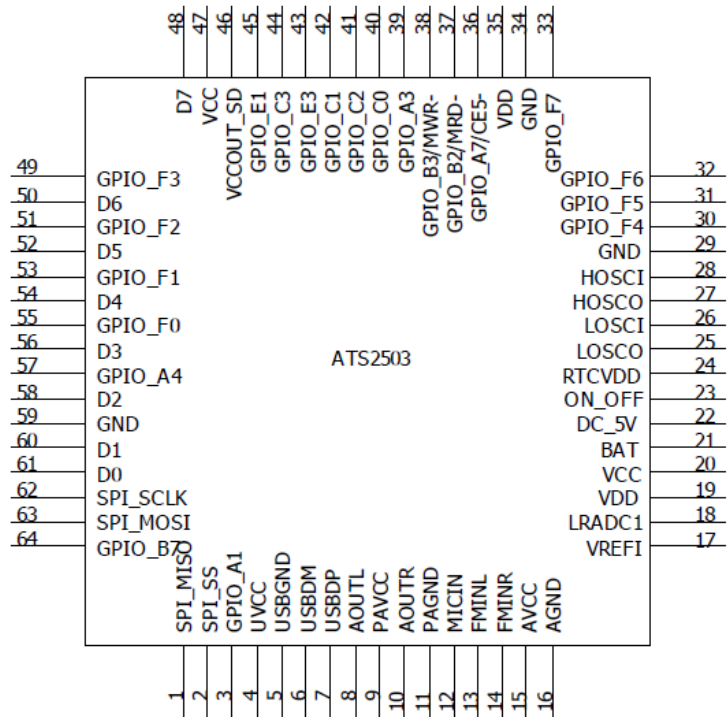 48 47 46 45 44 43 42 41 40 39 38 37 36 35 34 33
D7
VCC
VCCOUT_SD
GPIO_E1
GPIO_C3
GPIO_E3
GPIO_C1
GPIO_C2
GPIO_C0
GPIO_A3
GPIO_B3/MWR-
GPIO_B2/MRD-
GPIO_A7/CE5-
VDD
GND
GPIO_F7
49 GPIO_F3
50 D6
51 GPIO_F2
52 D5
53 GPIO_F1
54 D4
55 GPIO_F0
56 D3
57 GPIO_A4
58 D2
59 GND
60 D1
61 D0
62 SPI_SCLK
63 SPI_MOSI
64 GPIO_B7
ATS2503
GPIO_F6 32
GPIO_F5 31
GPIO_F4 30
GND 29
HOSCI 28
HOSCO 27
LOSCI 26
LOSCO 25
RTCVDD 24
ON_OFF 23
DC_5V 22
BAT 21
VCC 20
VDD 19
LRADC1 18
VREFI 17
SPI_MISO
SPI_SS
GPIO_A1
UVCC
USBGND
USBDM
USBDP
AOUTL
PAVCC
AOUTR
PAGND
MICIN
FMINL
FMINR
AVCC
AGND
1 2 3 4 5 6 7 8 9 10 11 12 13 14 15 16